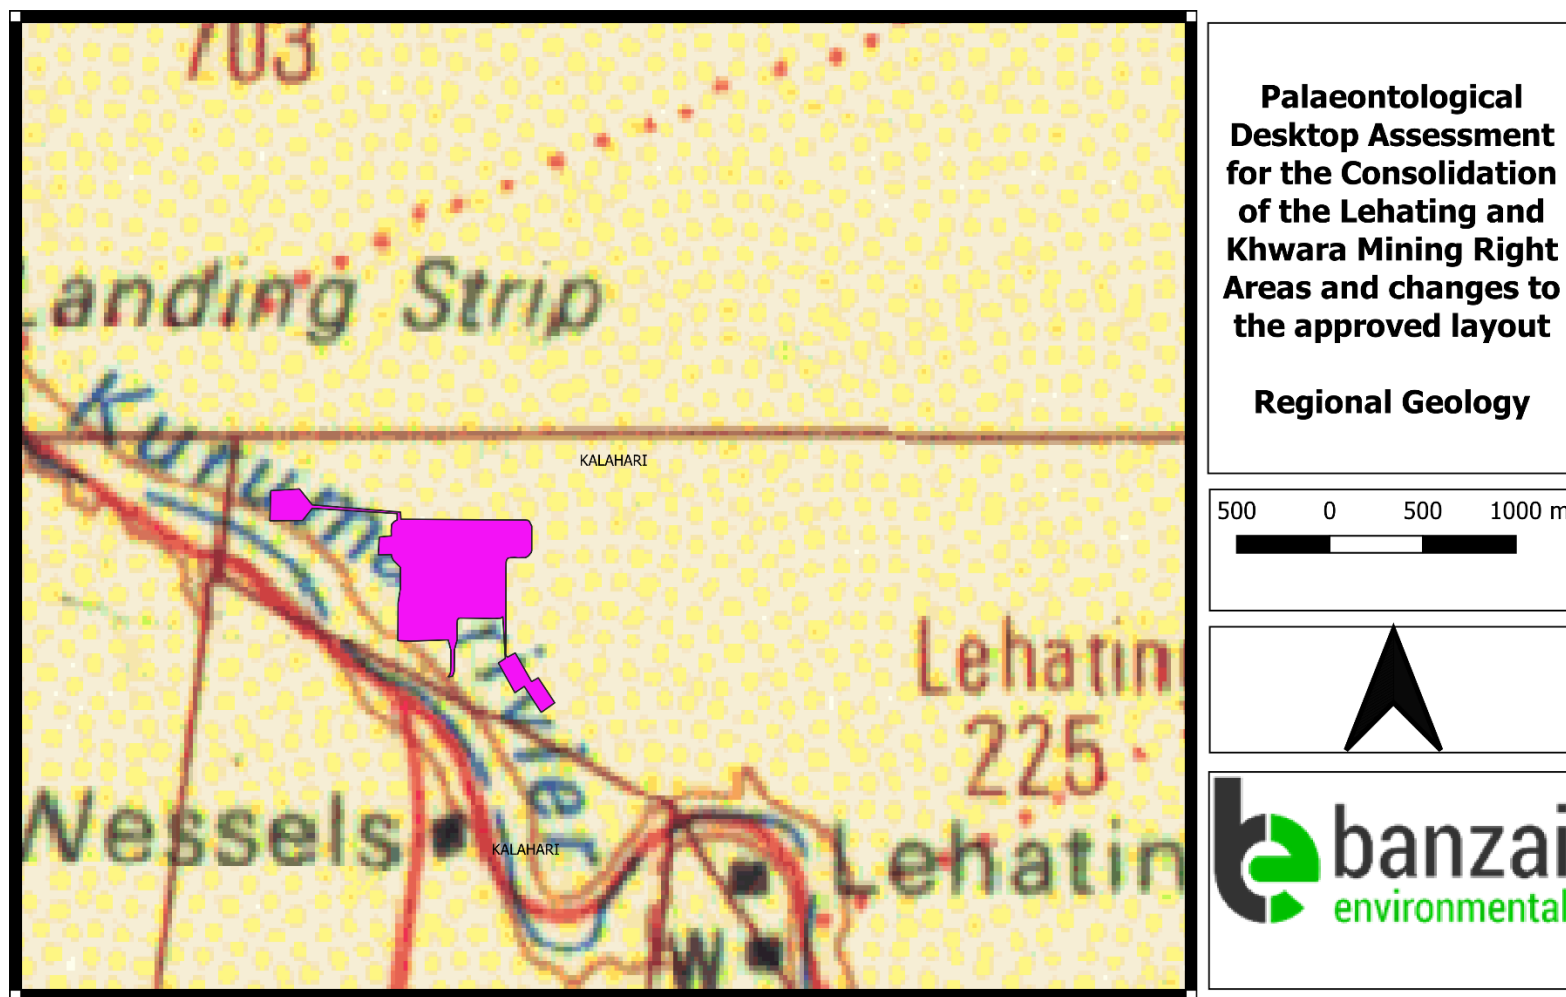 703
Landing Strip
Kuruman
KALAHARI
rivier
Lehating
225
Wessels
KALAHARI
Lehatin
W
Palaeontological
Desktop Assessment
for the Consolidation
of the Lehating and
Khwara Mining Right
Areas and changes to
the approved layout
Regional Geology
500 0 500 1000 m
banzai
environmental